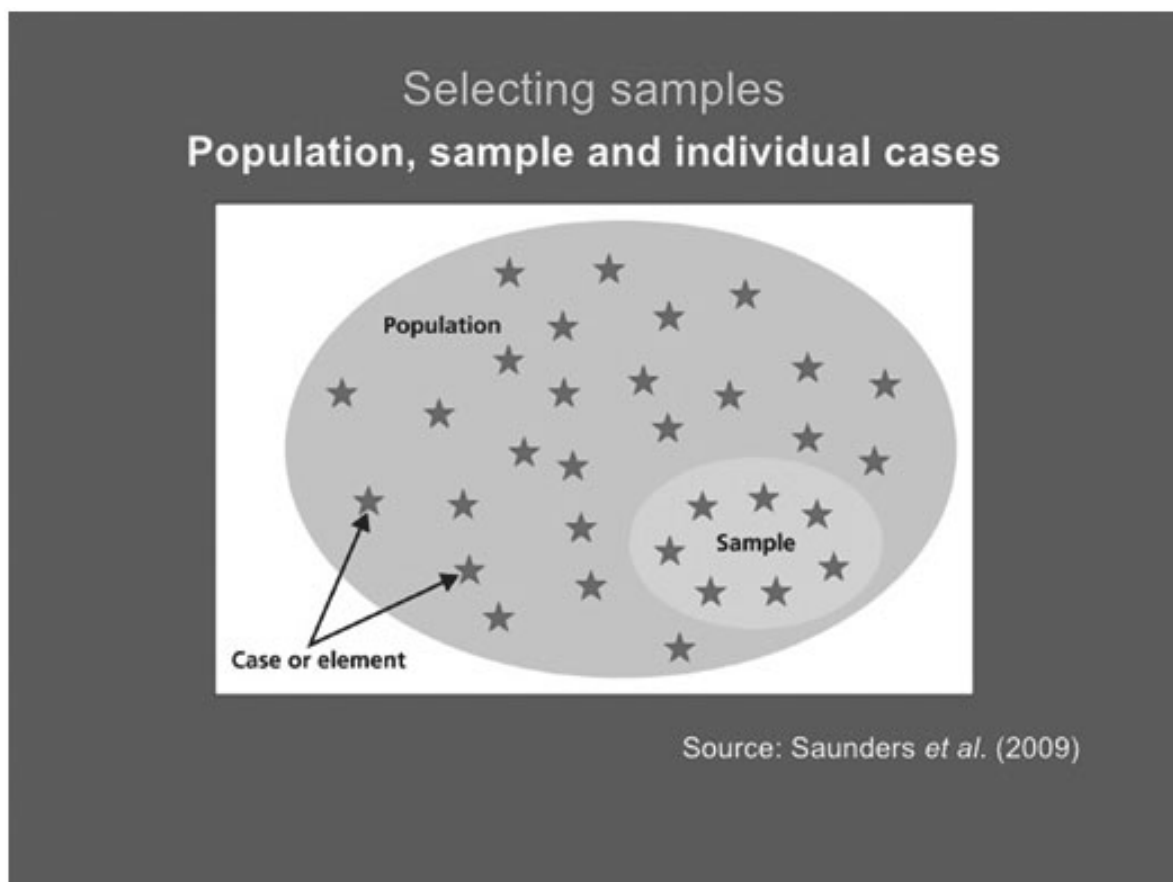 Selecting samples
Population, sample and individual cases
Population
Sample
Case or element
Source: Saunders et al. (2009)